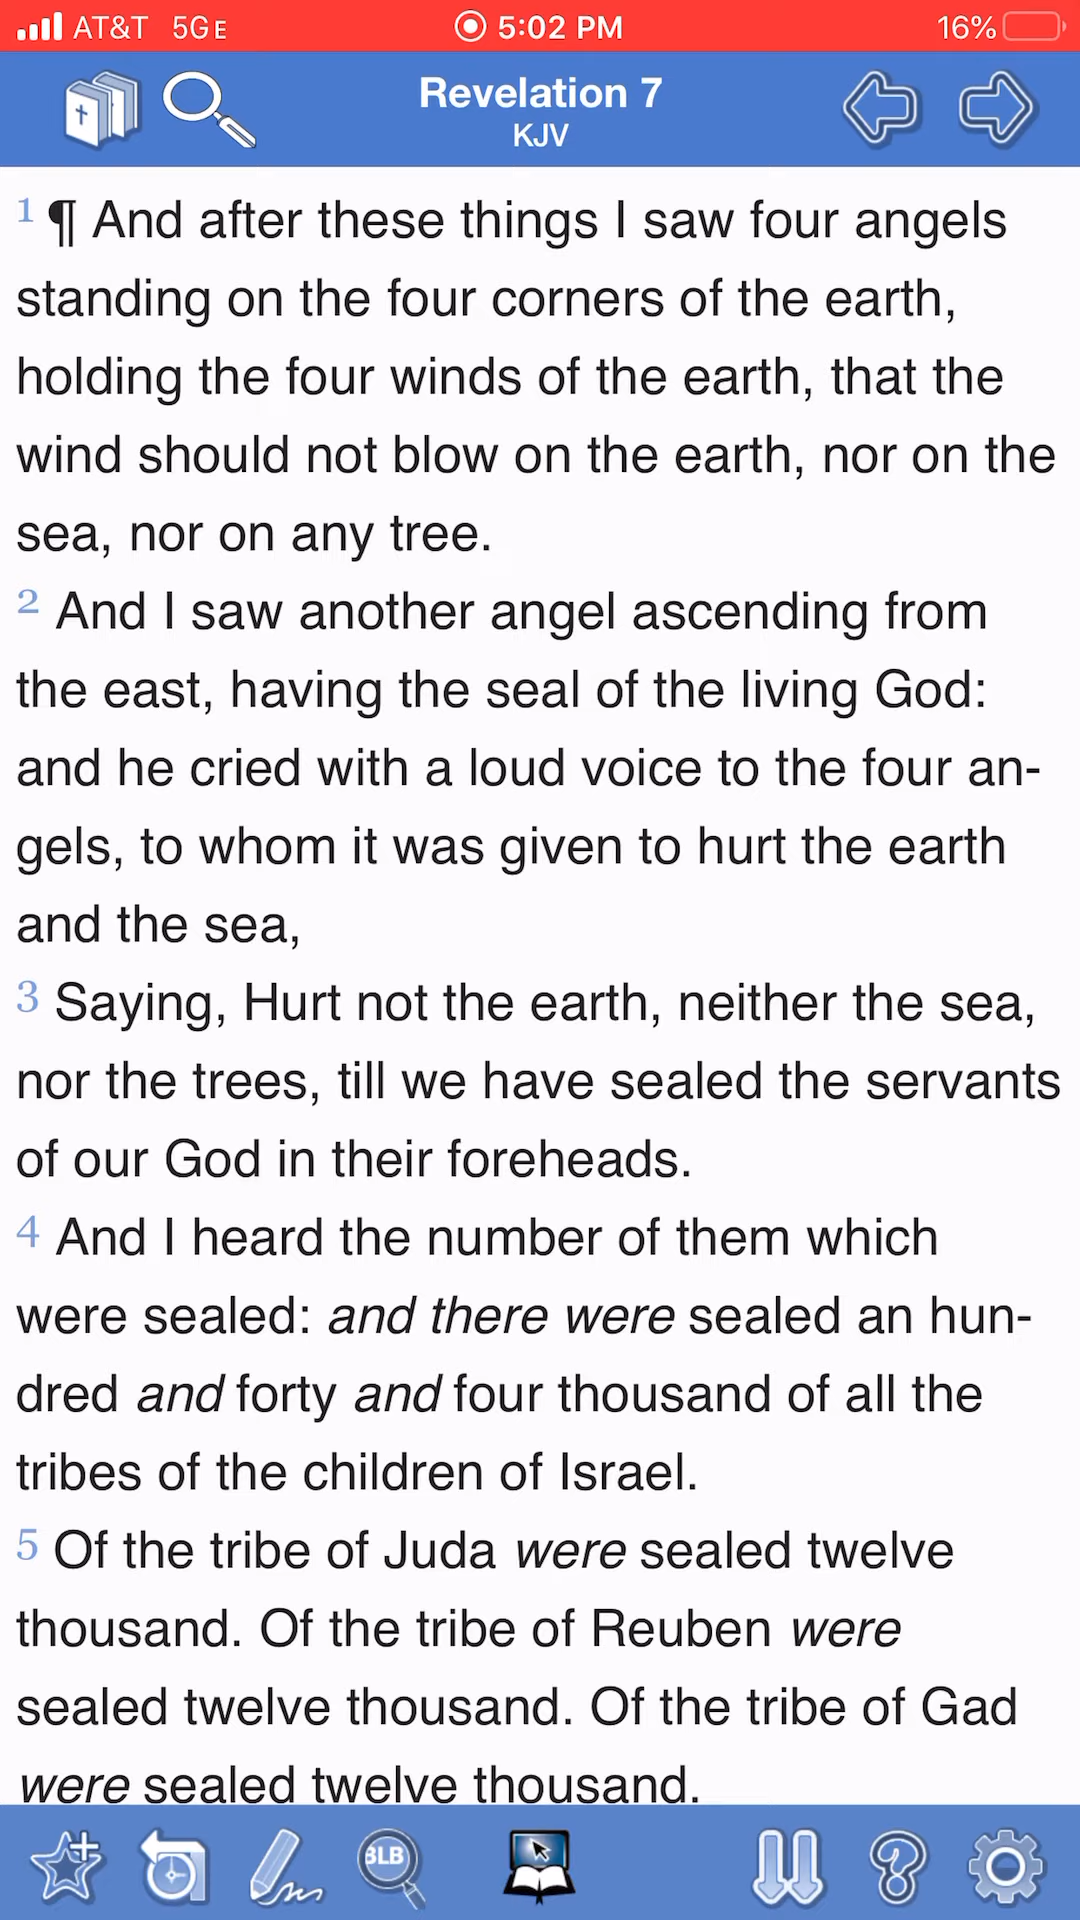 AT&T 5GE 5:02 PM 16%
Revelation 7
KJV
1 ¶ And after these things I saw four angels
standing on the four corners of the earth,
holding the four winds of the earth, that the
wind should not blow on the earth, nor on the
sea, nor on any tree.
2 And I saw another angel ascending from
the east, having the seal of the living God:
and he cried with a loud voice to the four an-
gels, to whom it was given to hurt the earth
and the sea,
3 Saying, Hurt not the earth, neither the sea,
nor the trees, till we have sealed the servants
of our God in their foreheads.
4 And I heard the number of them which
were sealed: and there were sealed an hun-
dred and forty and four thousand of all the
tribes of the children of Israel.
5 Of the tribe of Juda were sealed twelve
thousand. Of the tribe of Reuben were
sealed twelve thousand. Of the tribe of Gad
were sealed twelve thousand.
BLB